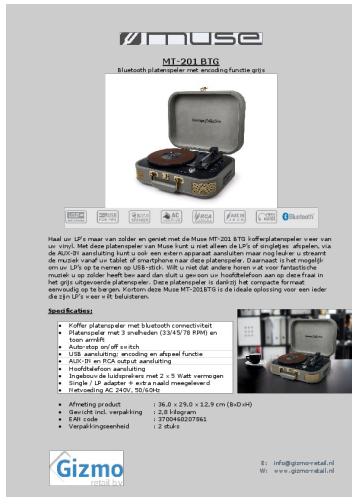 muse
MT-201 BTG
Bluetooth platenspeler met encoding functie grijs
Bluetooth
Haal uw LP's maar van zolder en geniet met de Muse MT-201 BTG kofferplatenspeler weer van
uw vinyl. Met deze platenspeler van Muse kunt u niet alleen de LP's of singletjes afspelen, via
de AUX-IN aansluiting kunt u ook een extern apparaat aansluiten maar nog leuker u streamt
de muziek vanaf uw tablet of smartphone naar deze platenspeler. Daarnaast is het mogelijk
om uw LP's op te nemen op USB-stick. Wilt u niet dat andere horen wat voor fantastische
muziek u op zolder heeft bewaard dan sluit u gewoon uw hoofdtelefoon aan op deze fraai in
het grijs uitgevoerde platenspeler. Deze platenspeler is dankzij het compacte formaat
eenvoudig op te bergen. Kortom deze Muse MT-201BTG is de ideale oplossing voor een ieder
die zijn LP's weer wilt beluisteren.
Specificaties:
• Koffer platenspeler met bluetooth connectiviteit
• Platenspeler met 3 snelheden (33/45/78 RPM) en
toon armlift
• Auto-stop on/off switch
• USB aansluiting; encoding en afspeel functie
• AUX-IN en RCA output aansluiting
• Hoofdtelefoon aansluiting
• Ingebouwde luidsprekers met 2 x 5 Watt vermogen
• Single / LP adapter + extra naald meegeleverd
• Netvoeding AC 240V, 50/60Hz
• Afmeting product : 36,0 x 29,0 x 12,9 cm (BxDxH)
• Gewicht incl. verpakking : 2,8 kilogram
• EAN code : 3700460207861
• Verpakkingseenheid : 2 stuks
Gizmo
retail bv
E: info@gizmo-retail.nl
W: www.gizmo-retail.nl